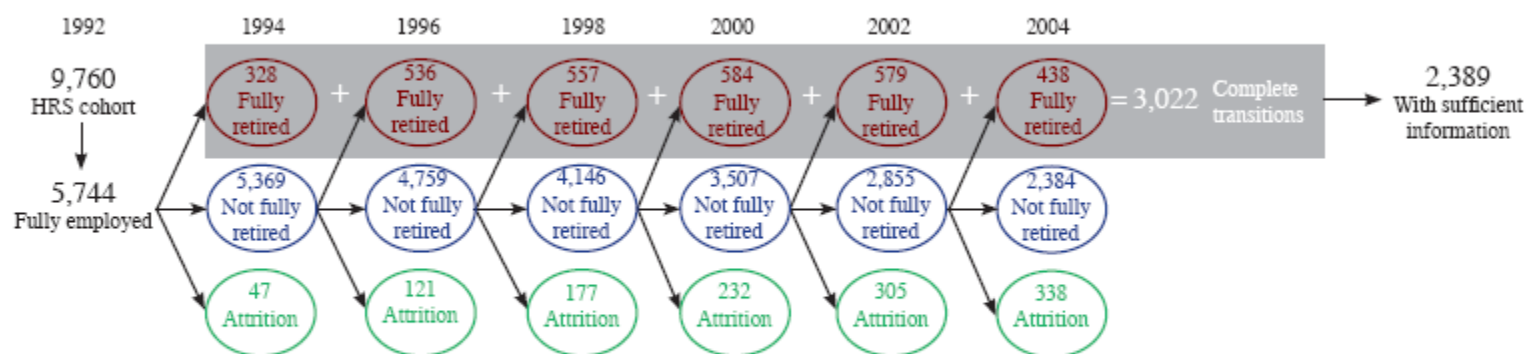 1992 1994 1996 1998 2000 2002 2004
9,760
HRS cohort
5,744
Fully employed
328
Fully
retired
+
536
Fully
retired
+
557
Fully
retired
+
584
Fully
retired
+
579
Fully
retired
+
438
Fully
retired
= 3,022
Complete
transitions
2,389
With sufficient
information
5,369
Not fully
retired
4,759
Not fully
retired
4,146
Not fully
retired
3,507
Not fully
retired
2,855
Not fully
retired
2,384
Not fully
retired
47
Attrition
121
Attrition
177
Attrition
232
Attrition
305
Attrition
338
Attrition